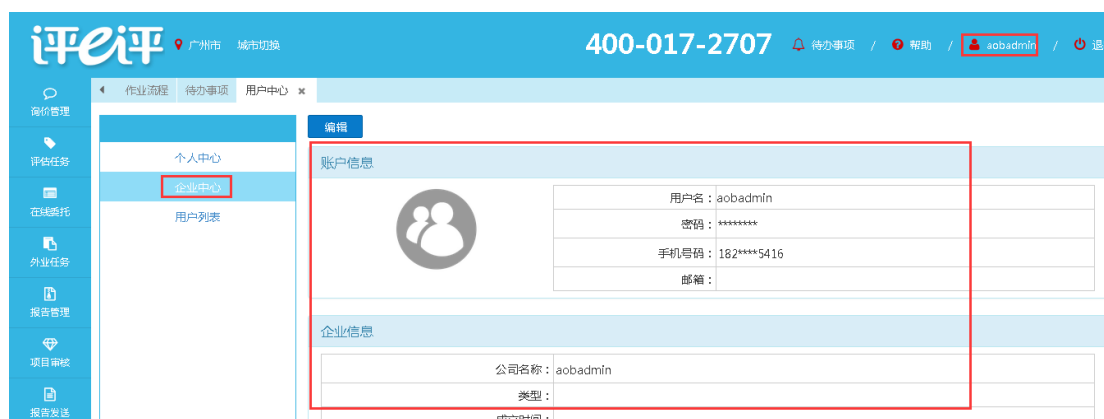 评e评 广州市 城市切换 400-017-2707 待办事项 / 帮助 / aobadmin / 退
作业流程 待办事项 用户中心
询价管理
评估任务
在线委托
外业任务
报告管理
项目审核
报告发送
个人中心
企业中心
用户列表
编辑
账户信息
用户名：aobadmin
密码：********
手机号码：182****5416
邮箱：
企业信息
公司名称：aobadmin
类型：
成立时间：